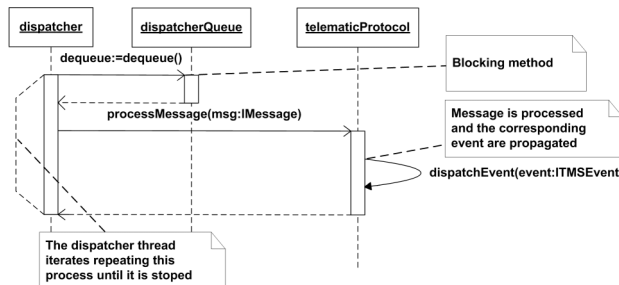 dispatcher
dispatcherQueue
telematicProtocol
dequeue:=dequeue()
Blocking method
processMessage(msg:IMessage)
Message is processed
and the corresponding
event are propagated
dispatchEvent(event:ITMSEvent
The dispatcher thread
iterates repeating this
process until it is stoped